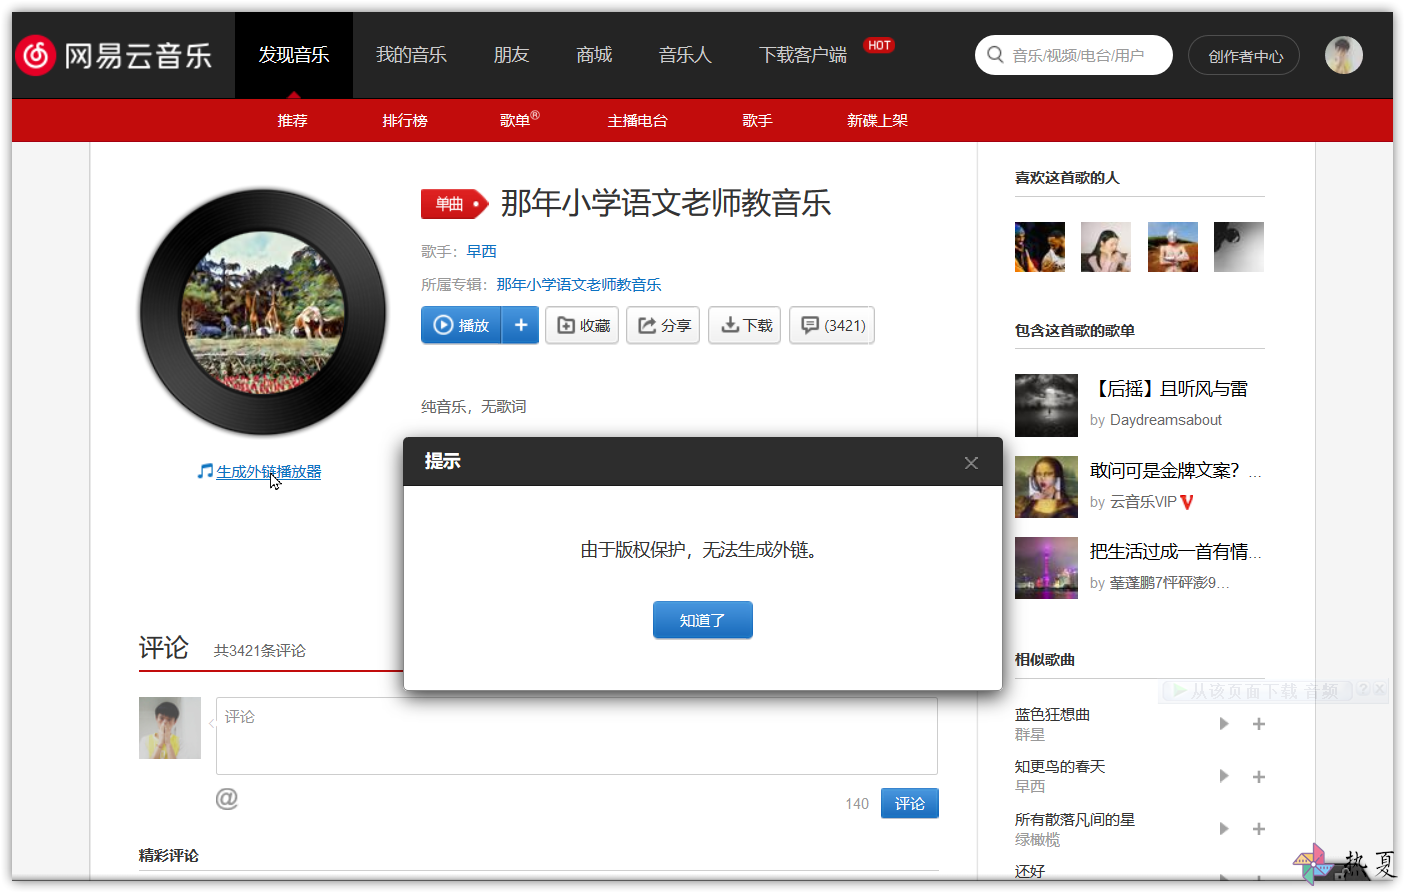 网易云音乐
发现音乐
我的音乐
朋友
商城
音乐人
下载客户端
HOT
音乐/视频/电台/用户
创作者中心
推荐
排行榜
歌单®
主播电台
歌手
新碟上架
单曲
那年小学语文老师教音乐
歌手：早西
所属专辑：那年小学语文老师教音乐
播放
+
收藏
分享
下载
(3421)
纯音乐，无歌词
生成外链播放器
提示
由于版权保护，无法生成外链。
知道了
评论
共3421条评论
评论
@
140
评论
精彩评论
喜欢这首歌的人
包含这首歌的歌单
【后摇】且听风与雷
by Daydreamsabout
敢问可是金牌文案？...
by 云音乐VIP
把生活过成一首有情...
by 荲蓬鹏7怦砰澎9...
相似歌曲
从该页面下载 音频
蓝色狂想曲
群星
知更鸟的春天
早西
所有散落凡间的星
绿橄榄
还好
热夏